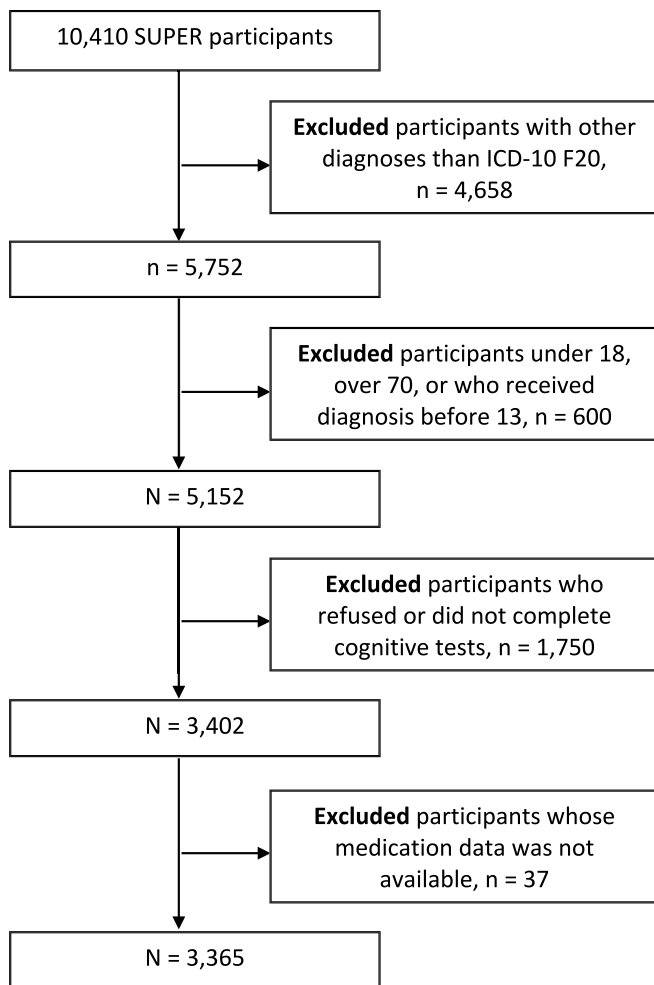 10,410 SUPER participants
Excluded participants with other
diagnoses than ICD-10 F20,
n = 4,658
n = 5,752
Excluded participants under 18,
over 70, or who received
diagnosis before 13, n = 600
N = 5,152
Excluded participants who
refused or did not complete
cognitive tests, n = 1,750
N = 3,402
Excluded participants whose
medication data was not
available, n = 37
N = 3,365